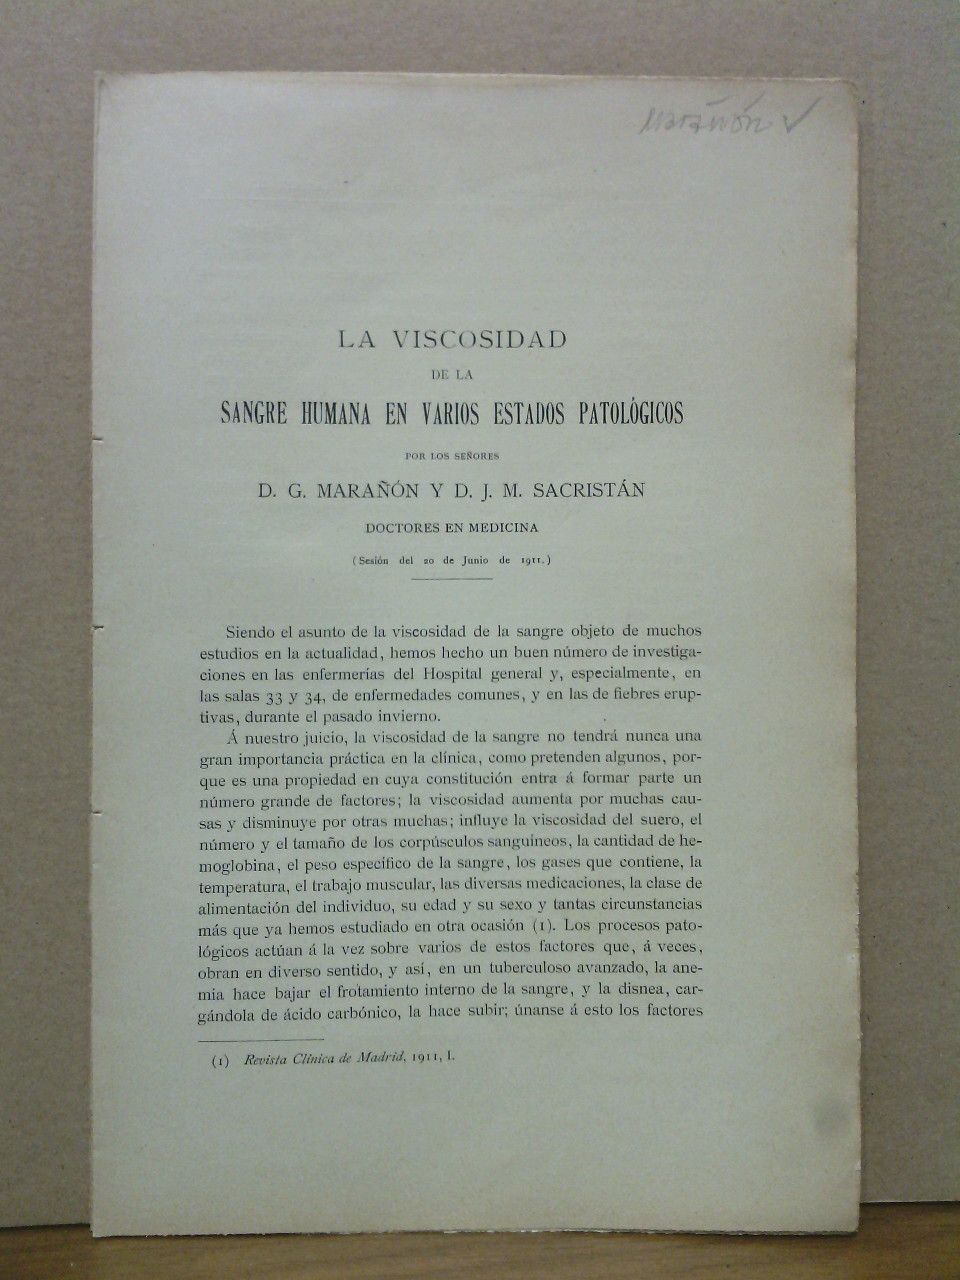 Marañón ✓
LA VISCOSIDAD
DE LA
SANGRE HUMANA EN VARIOS ESTADOS PATOLÓGICOS
POR LOS SEÑORES
D. G. MARAÑÓN Y D. J. M. SACRISTÁN
DOCTORES EN MEDICINA
(Sesión del 20 de Junio de 1911.)
Siendo el asunto de la viscosidad de la sangre objeto de muchos
estudios en la actualidad, hemos hecho un buen número de investiga-
ciones en las enfermerías del Hospital general y, especialmente, en
las salas 33 y 34, de enfermedades comunes, y en las de fiebres erup-
tivas, durante el pasado invierno.
Á nuestro juicio, la viscosidad de la sangre no tendrá nunca una
gran importancia práctica en la clínica, como pretenden algunos, por-
que es una propiedad en cuya constitución entra á formar parte un
número grande de factores; la viscosidad aumenta por muchas cau-
sas y disminuye por otras muchas; influye la viscosidad del suero, el
número y el tamaño de los corpúsculos sanguíneos, la cantidad de he-
moglobina, el peso específico de la sangre, los gases que contiene, la
temperatura, el trabajo muscular, las diversas medicaciones, la clase de
alimentación del individuo, su edad y su sexo y tantas circunstancias
más que ya hemos estudiado en otra ocasión (1). Los procesos pato-
lógicos actúan á la vez sobre varios de estos factores que, á veces,
obran en diverso sentido, y así, en un tuberculoso avanzado, la ane-
mia hace bajar el frotamiento interno de la sangre, y la disnea, car-
gándola de ácido carbónico, la hace subir; únanse á esto los factores
(1) Revista Clínica de Madrid, 1911, I.